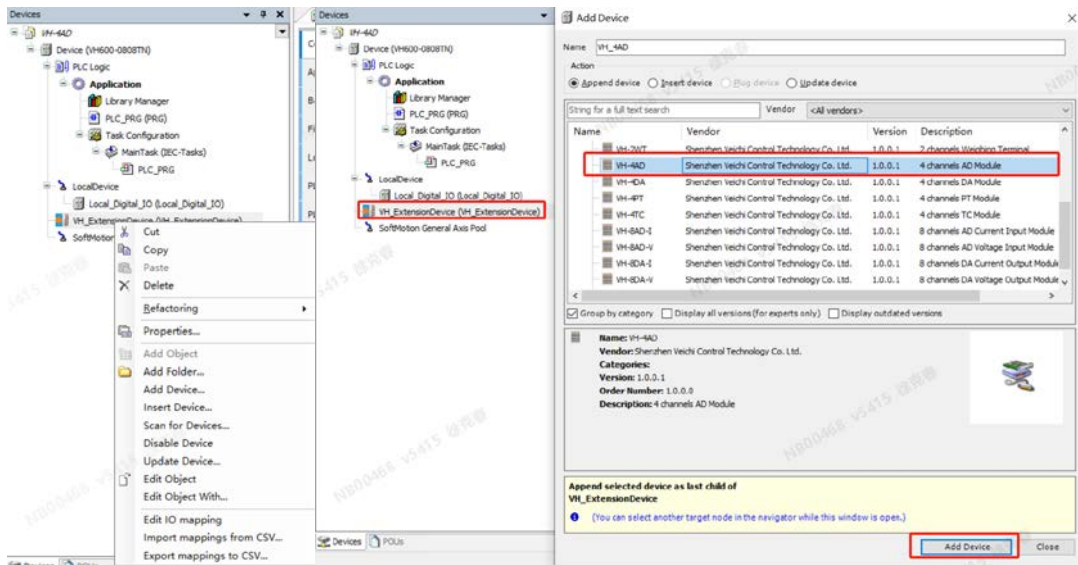 Devices
VH-4AD
Device (VH600-0808TN)
PLC Logic
Application
Library Manager
PLC_PRG (PRG)
Task Configuration
MainTask (IEC-Tasks)
PLC_PRG
LocalDevice
Local_Digital_IO (Local_Digital_IO)
VH_ExtensionDevice (VH_ExtensionDevice)
SoftMotion
Cut
Copy
Paste
Delete
Refactoring
Properties...
Add Object
Add Folder...
Add Device...
Insert Device...
Scan for Devices...
Disable Device
Update Device...
Edit Object
Edit Object With...
Edit IO mapping
Import mappings from CSV...
Export mappings to CSV...
Devices
VH-4AD
Device (VH600-0808TN)
PLC Logic
Application
Library Manager
PLC_PRG (PRG)
Task Configuration
MainTask (IEC-Tasks)
PLC_PRG
LocalDevice
Local_Digital_IO (Local_Digital_IO)
VH_ExtensionDevice (VH_ExtensionDevice)
SoftMotion General Axis Pool
Devices POUs
Add Device
Name VH_4AD
Action
Append device Insert device Plug device Update device
String for a full text search Vendor <All vendors>
Name Vendor Version Description
VH-2WT Shenzhen Veichi Control Technology Co. Ltd. 1.0.0.1 2 channels Weighing Terminal
VH-4AD Shenzhen Veichi Control Technology Co. Ltd. 1.0.0.1 4 channels AD Module
VH-4DA Shenzhen Veichi Control Technology Co. Ltd. 1.0.0.1 4 channels DA Module
VH-4PT Shenzhen Veichi Control Technology Co. Ltd. 1.0.0.1 4 channels PT Module
VH-4TC Shenzhen Veichi Control Technology Co. Ltd. 1.0.0.1 4 channels TC Module
VH-8AD-I Shenzhen Veichi Control Technology Co. Ltd. 1.0.0.1 8 channels AD Current Input Module
VH-8AD-V Shenzhen Veichi Control Technology Co. Ltd. 1.0.0.1 8 channels AD Voltage Input Module
VH-8DA-I Shenzhen Veichi Control Technology Co. Ltd. 1.0.0.1 8 channels DA Current Output Module
VH-8DA-V Shenzhen Veichi Control Technology Co. Ltd. 1.0.0.1 8 channels DA Voltage Output Module
Group by category Display all versions (for experts only) Display outdated versions
Name: VH-4AD
Vendor: Shenzhen Veichi Control Technology Co. Ltd.
Categories:
Version: 1.0.0.1
Order Number: 1.0.0.0
Description: 4 channels AD Module
Append selected device as last child of
VH_ExtensionDevice
(You can select another target node in the navigator while this window is open.)
Add Device Close